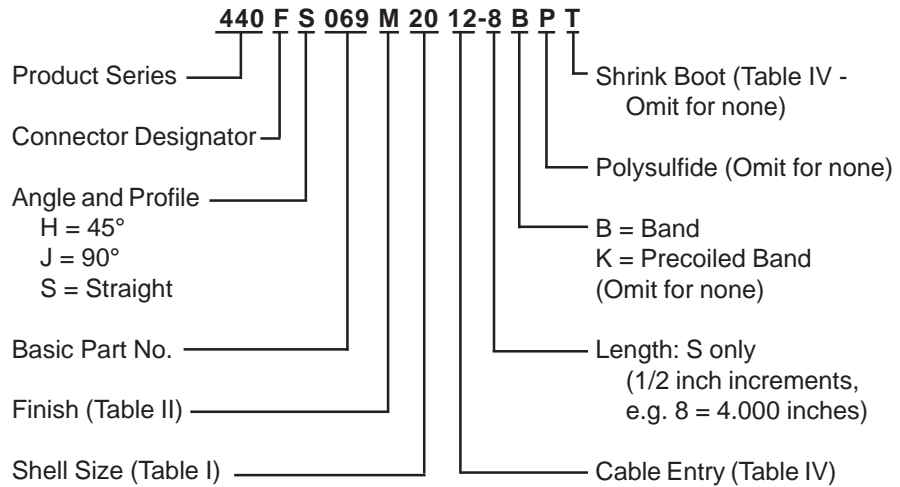 440 F S 069 M 20 12-8 B P T
Product Series
Connector Designator
Angle and Profile
H = 45°
J = 90°
S = Straight
Basic Part No.
Finish (Table II)
Shell Size (Table I)
Shrink Boot (Table IV -
Omit for none)
Polysulfide (Omit for none)
B = Band
K = Precoiled Band
(Omit for none)
Length: S only
(1/2 inch increments,
e.g. 8 = 4.000 inches)
Cable Entry (Table IV)